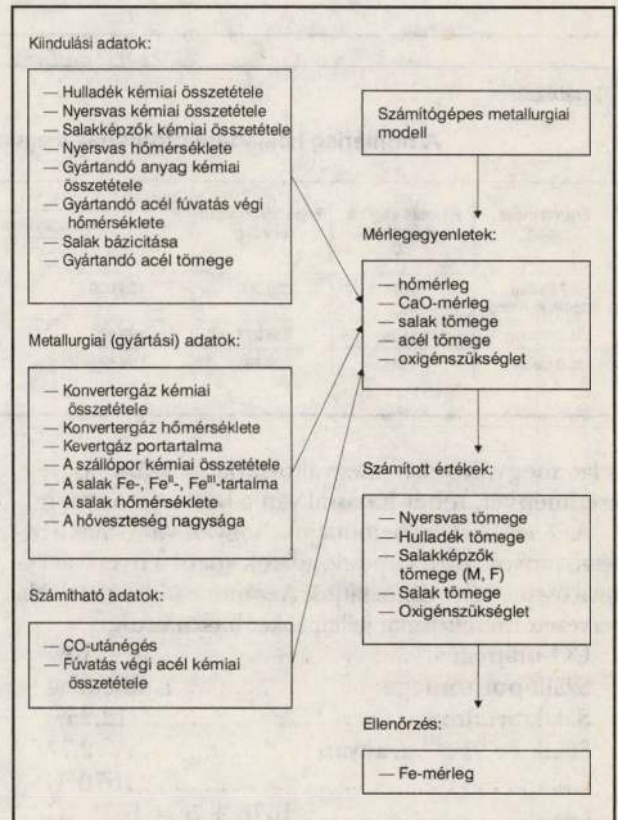 Kiindulási adatok:
— Hulladék kémiai összetétele
— Nyersvas kémiai összetétele
— Salakképzők kémiai összetétele
— Nyersvas hőmérséklete
— Gyártandó anyag kémiai
összetétele
— Gyártandó acél fúvatás végi
hőmérséklete
— Salak bázicitása
— Gyártandó acél tömege
Metallurgiai (gyártási) adatok:
— Konvertergáz kémiai
összetétele
— Konvertergáz hőmérséklete
— Kevertgáz portartalma
— A szállópor kémiai összetétele
— A salak Fe-, Feᴵᴵ-, Feᴵᴵᴵ-tartalma
— A salak hőmérséklete
— A hőveszteség nagysága
Számítható adatok:
— CO-utánégés
— Fúvatás végi acél kémiai
összetétele
Számítógépes metallurgiai
modell
Mérlegegyenletek:
— hőmérleg
— CaO-mérleg
— salak tömege
— acél tömege
— oxigénszükséglet
Számított értékek:
— Nyersvas tömege
— Hulladék tömege
— Salakképzők
tömege (M, F)
— Salak tömege
— Oxigénszükséglet
Ellenőrzés:
— Fe-mérleg